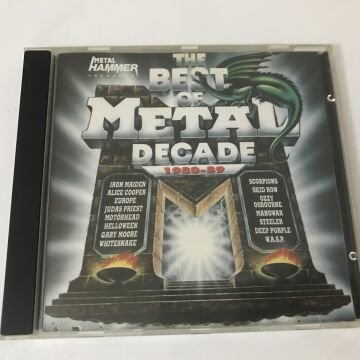 METAL
HAMMER
THE
BEST
OF
METAL
DECADE
1980-89
IRON MAIDEN
ALICE COOPER
EUROPE
JUDAS PRIEST
MOTÖRHEAD
HELLOWEEN
GARY MOORE
WHITESNAKE
SCORPIONS
SKID ROW
OZZY
OSBOURNE
MANOWAR
STEELER
DEEP PURPLE
W.A.S.P.
M